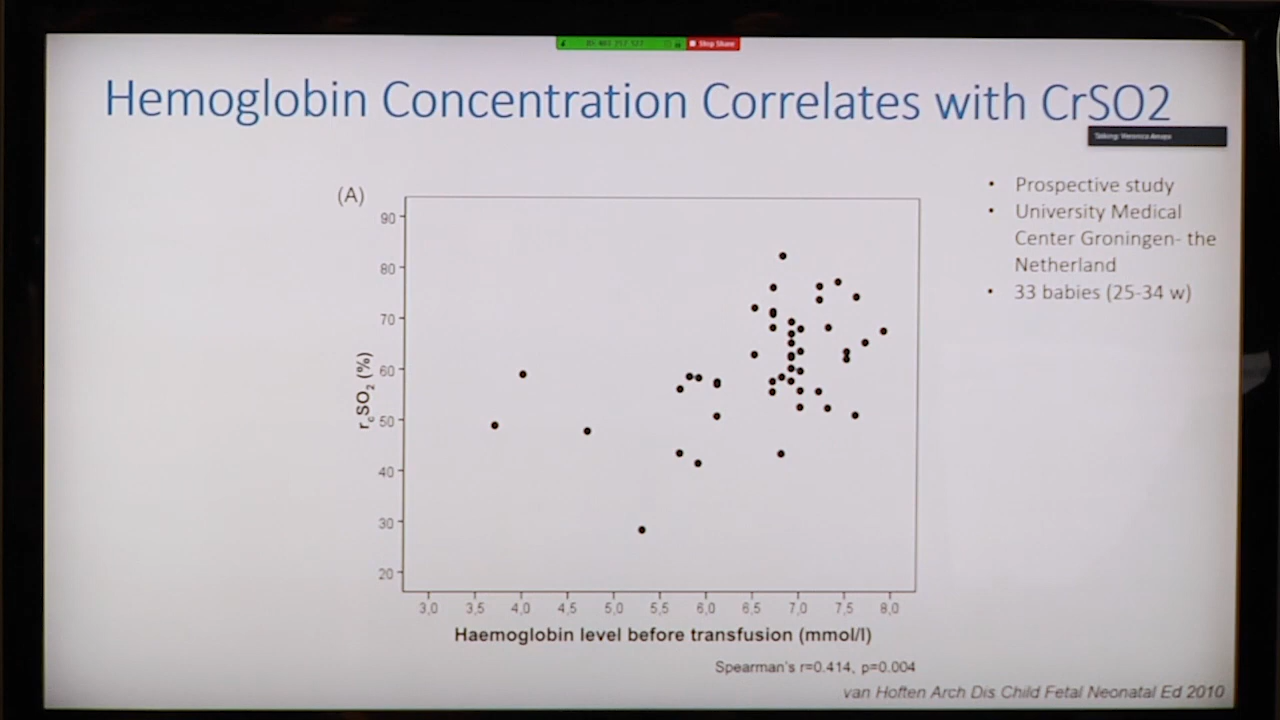 Stop Share
Hemoglobin Concentration Correlates with CrSO2
Talking: Veronica
(A)
• Prospective study
• University Medical
Center Groningen- the
Netherland
• 33 babies (25-34 w)
90
80
70
60
50
40
30
20
rcSO2 (%)
3,0 3,5 4,0 4,5 5,0 5,5 6,0 6,5 7,0 7,5 8,0
Haemoglobin level before transfusion (mmol/l)
Spearman's r=0.414, p=0.004
van Hoften Arch Dis Child Fetal Neonatal Ed 2010